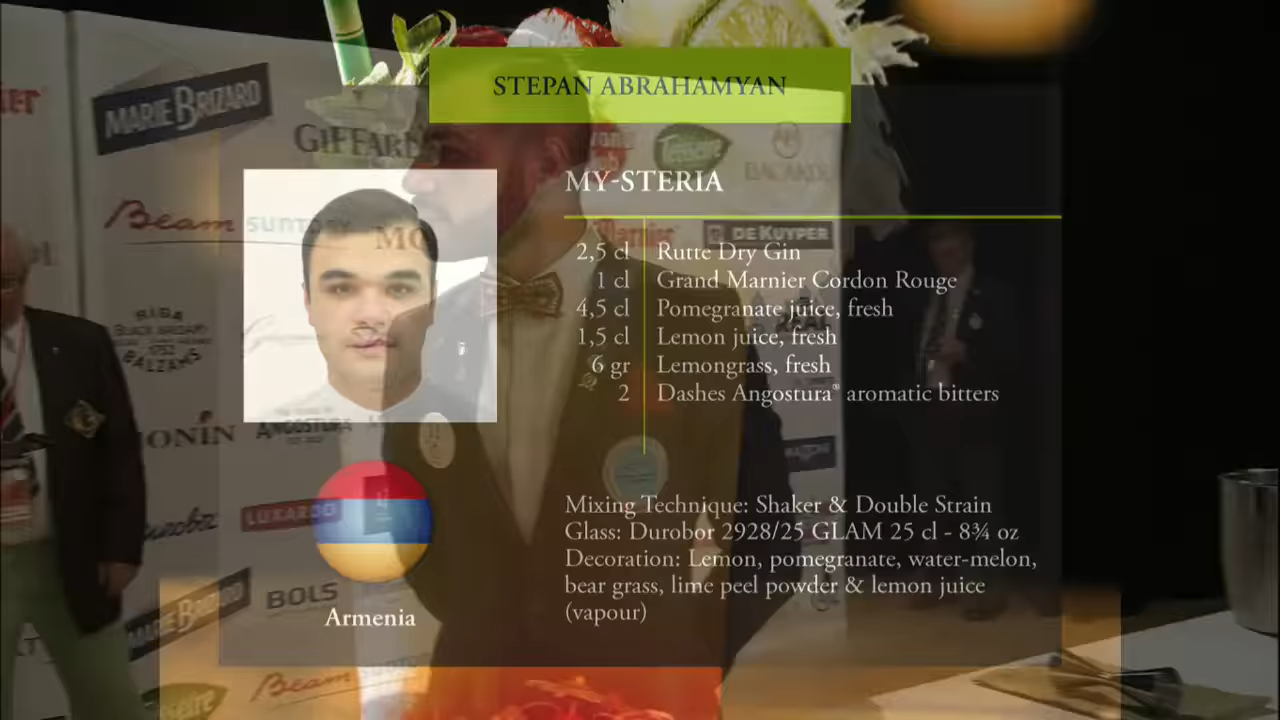 STEPAN ABRAHAMYAN
MARIE BRIZARD
GIFFARD
BACARDI
Beam SUNTORY
MY-STERIA
DE KUYPER
2,5 cl Rutte Dry Gin
1 cl Grand Marnier Cordon Rouge
4,5 cl Pomegranate juice, fresh
1,5 cl Lemon juice, fresh
6 gr Lemongrass, fresh
2 Dashes Angostura® aromatic bitters
RIGA
BLACK BALSAM
1752
BALZAMS
MONIN
ANGOSTURA
LUXARDO
Durobor
Mixing Technique: Shaker & Double Strain
Glass: Durobor 2928/25 GLAM 25 cl - 8¾ oz
Decoration: Lemon, pomegranate, water-melon,
bear grass, lime peel powder & lemon juice
(vapour)
MARIE BRIZARD
BOLS
Armenia
Beam